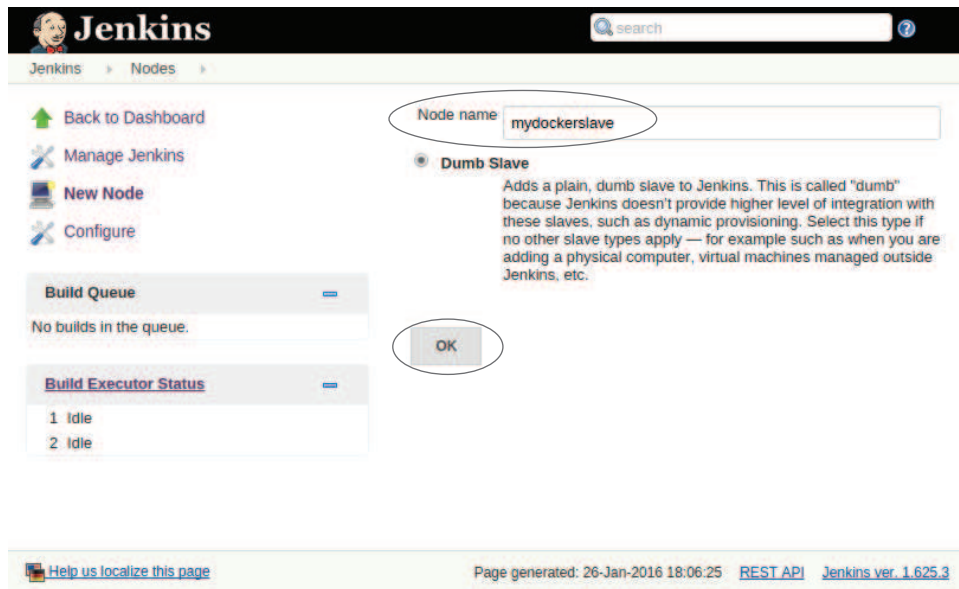 Jenkins
search
Jenkins
Nodes
Back to Dashboard
Manage Jenkins
New Node
Configure
Build Queue
No builds in the queue.
Build Executor Status
1 Idle
2 Idle
Node name
mydockerslave
Dumb Slave
Adds a plain, dumb slave to Jenkins. This is called "dumb"
because Jenkins doesn't provide higher level of integration with
these slaves, such as dynamic provisioning. Select this type if
no other slave types apply — for example such as when you are
adding a physical computer, virtual machines managed outside
Jenkins, etc.
OK
Help us localize this page
Page generated: 26-Jan-2016 18:06:25
REST API
Jenkins ver. 1.625.3